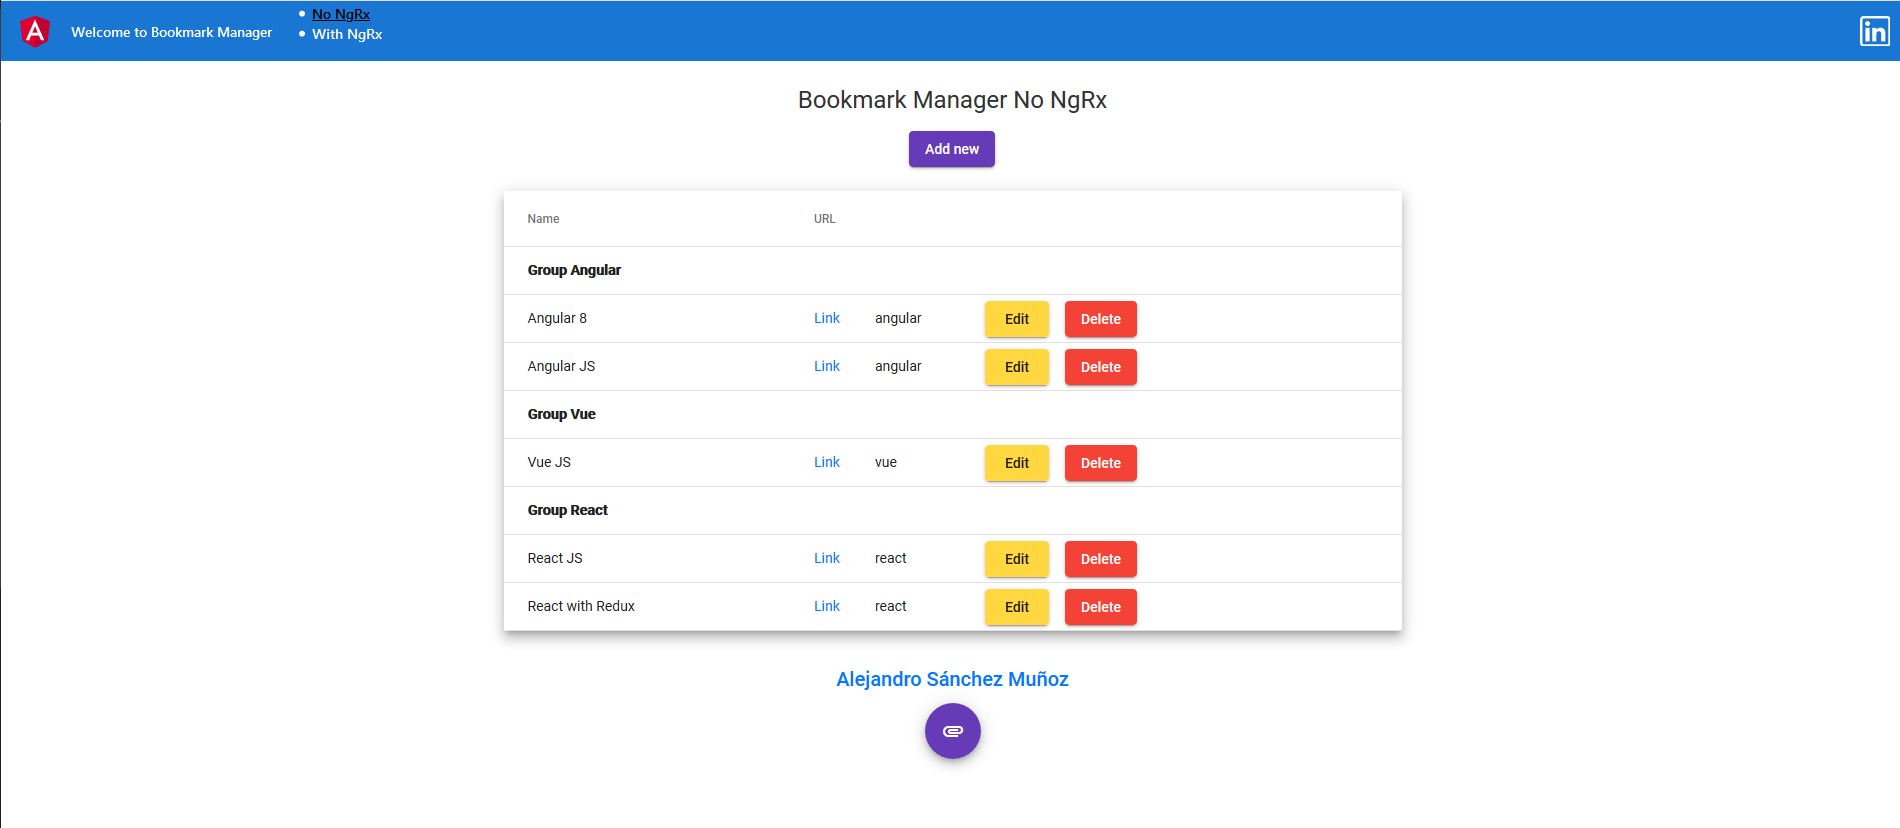 Welcome to Bookmark Manager
No NgRx
With NgRx
in
Bookmark Manager No NgRx
Add new
Name URL
Group Angular
Angular 8 Link angular Edit Delete
Angular JS Link angular Edit Delete
Group Vue
Vue JS Link vue Edit Delete
Group React
React JS Link react Edit Delete
React with Redux Link react Edit Delete
Alejandro Sánchez Muñoz